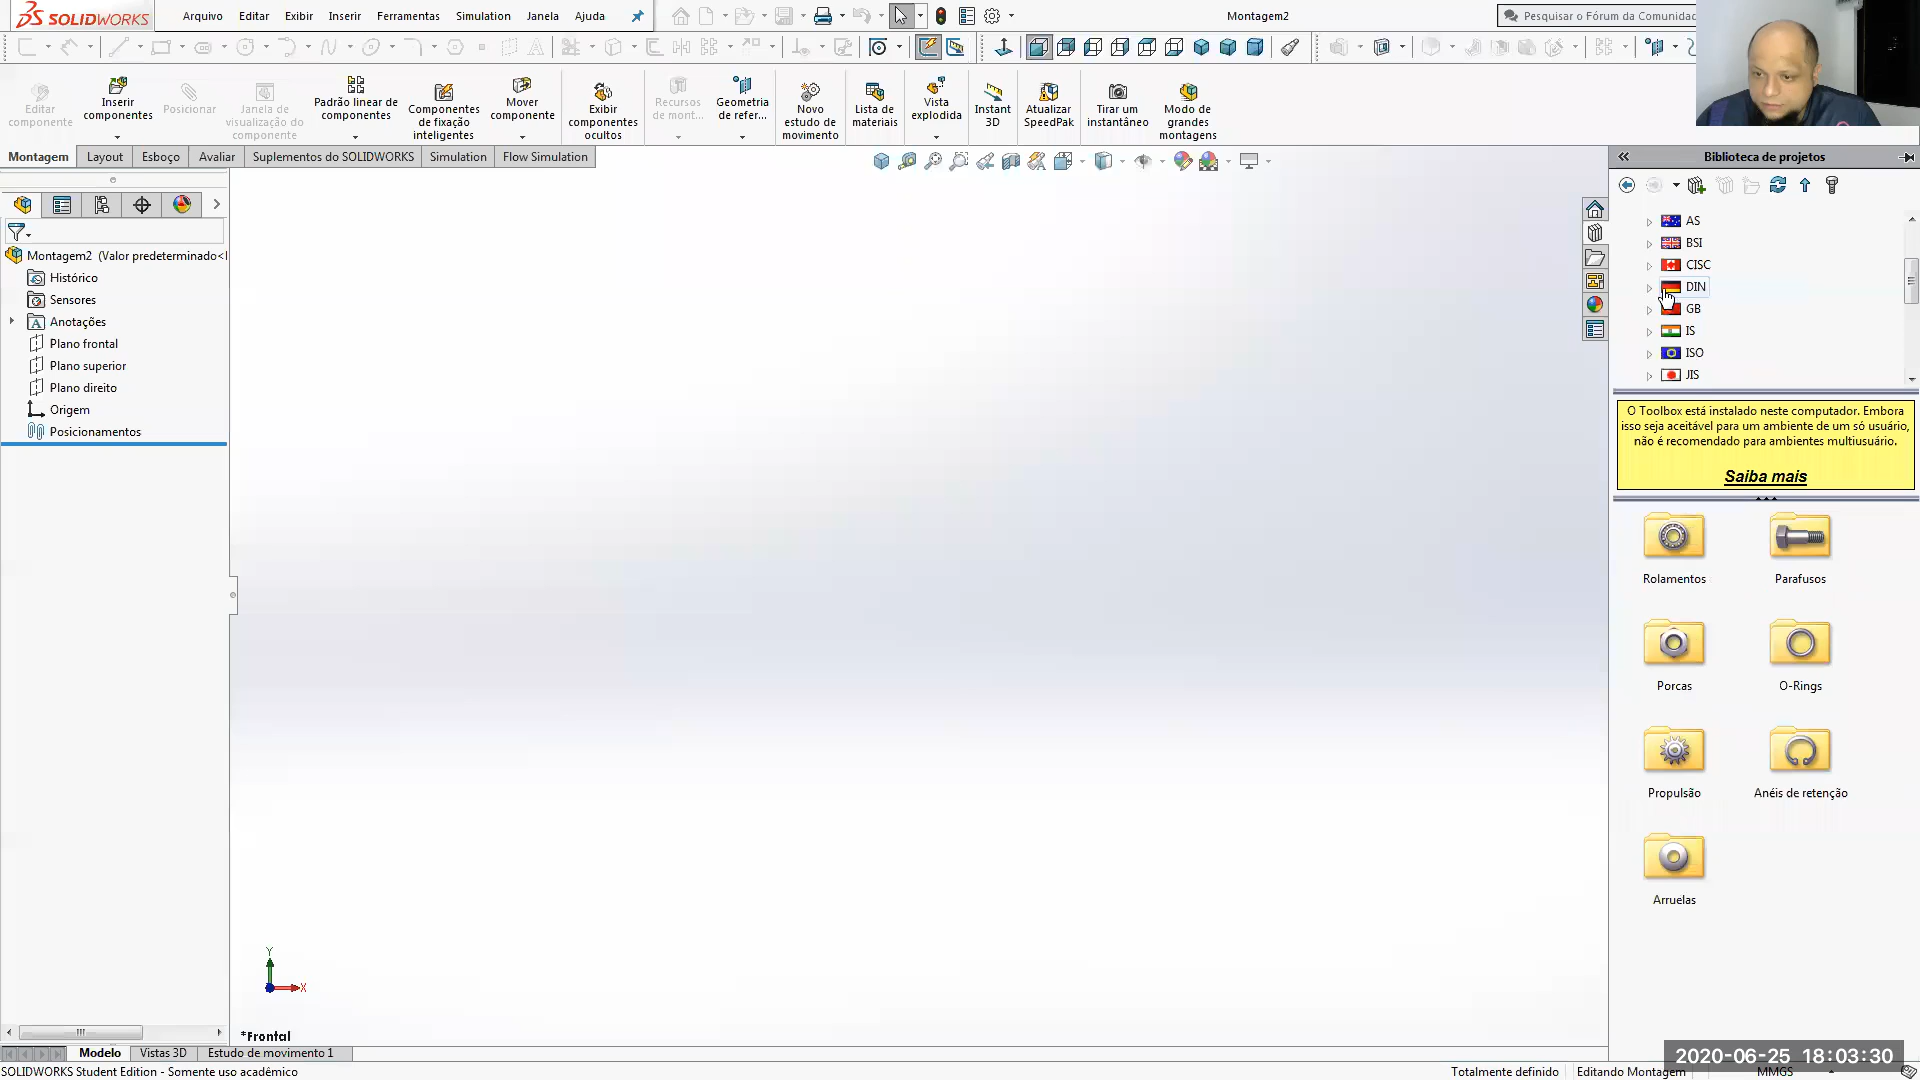 SOLIDWORKS
Arquivo Editar Exibir Inserir Ferramentas Simulation Janela Ajuda
Montagem2
Pesquisar o Fórum da Comunidac
Editar componente
Inserir componentes
Posicionar
Janela de visualização do componente
Padrão linear de componentes
Componentes de fixação inteligentes
Mover componente
Exibir componentes ocultos
Recursos de mont...
Geometria de refer...
Novo estudo de movimento
Lista de materiais
Vista explodida
Instant 3D
Atualizar SpeedPak
Tirar um instantâneo
Modo de grandes montagens
Montagem Layout Esboço Avaliar Suplementos do SOLIDWORKS Simulation Flow Simulation
Biblioteca de projetos
Montagem2 (Valor predeterminado<
Histórico
Sensores
Anotações
Plano frontal
Plano superior
Plano direito
Origem
Posicionamentos
AS
BSI
CISC
DIN
GB
IS
ISO
JIS
O Toolbox está instalado neste computador. Embora
isso seja aceitável para um ambiente de um só usuário,
não é recomendado para ambientes multiusuário.
Saiba mais
Rolamentos Parafusos
Porcas O-Rings
Propulsão Anéis de retenção
Arruelas
Y
X
*Frontal
Modelo Vistas 3D Estudo de movimento 1
2020-06-25 18:03:30
SOLIDWORKS Student Edition - Somente uso acadêmico
Totalmente definido Editando Montagem MMGS